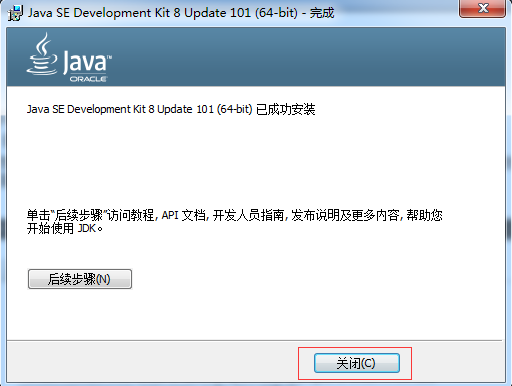 Java SE Development Kit 8 Update 101 (64-bit) - 完成
Java™
ORACLE
Java SE Development Kit 8 Update 101 (64-bit) 已成功安装
单击“后续步骤”访问教程, API 文档, 开发人员指南, 发布说明及更多内容, 帮助您
开始使用 JDK。
后续步骤(N)
关闭(C)